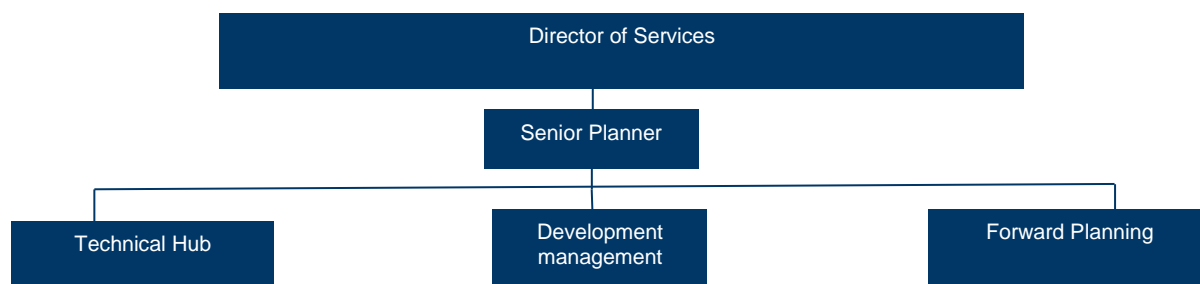 Director of Services
Senior Planner
Technical Hub
Development
management
Forward Planning